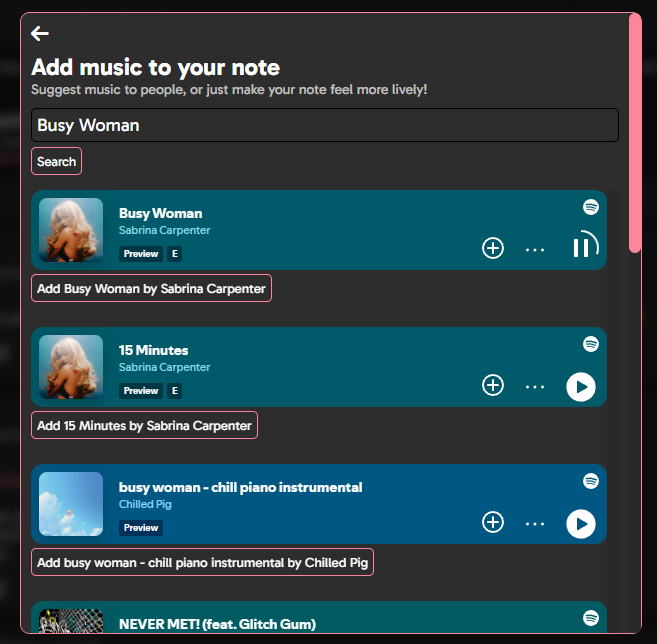 Add music to your note
Suggest music to people, or just make your note feel more lively!
Busy Woman
Search
Busy Woman
Sabrina Carpenter
Preview E
Add Busy Woman by Sabrina Carpenter
15 Minutes
Sabrina Carpenter
Preview E
Add 15 Minutes by Sabrina Carpenter
busy woman - chill piano instrumental
Chilled Pig
Preview
Add busy woman - chill piano instrumental by Chilled Pig
NEVER MET! (feat. Glitch Gum)